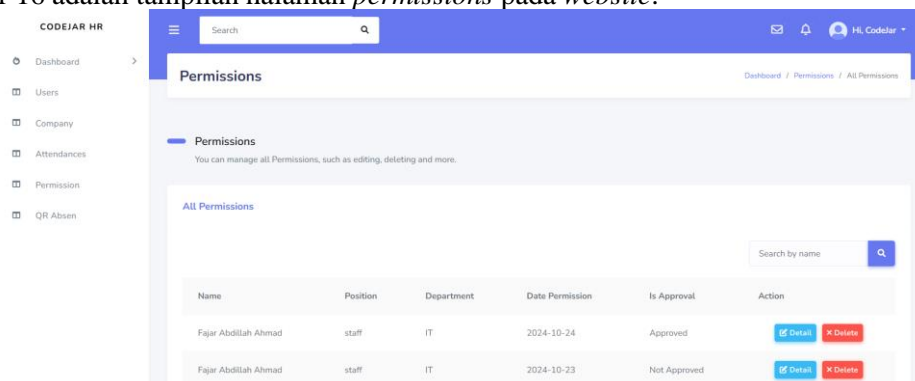 16 adalah tampilan halaman permissions pada website.
CODEJAR HR
Search
Hi, CodeJar
Dashboard
Users
Company
Attendances
Permission
QR Absen
Permissions
Dashboard / Permissions / All Permissions
Permissions
You can manage all Permissions, such as editing, deleting and more.
All Permissions
Search by name
Name Position Department Date Permission Is Approval Action
Fajar Abdillah Ahmad staff IT 2024-10-24 Approved Detail Delete
Fajar Abdillah Ahmad staff IT 2024-10-23 Not Approved Detail Delete